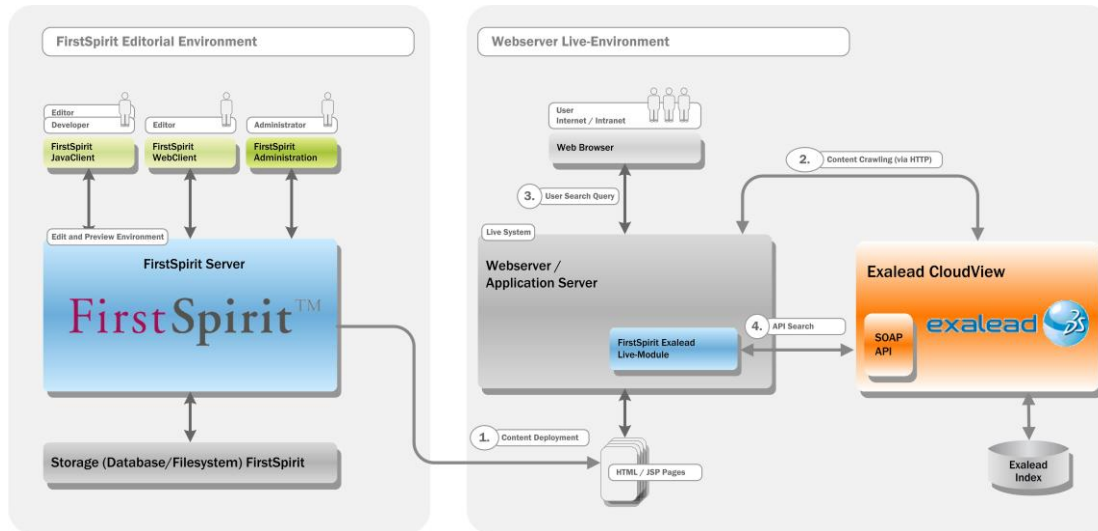 FirstSpirit Editorial Environment
Editor
Developer
FirstSpirit
JavaClient
Editor
FirstSpirit
WebClient
Administrator
FirstSpirit
Administration
Edit and Preview Environment
FirstSpirit Server
FirstSpirit™
Storage (Database/Filesystem) FirstSpirit
Webserver Live-Environment
User
Internet / Intranet
Web Browser
2.
Content Crawling (via HTTP)
3.
User Search Query
Live System
Webserver /
Application Server
FirstSpirit Exalead
Live-Module
4.
API Search
Exalead CloudView
exalead
SOAP
API
1.
Content Deployment
HTML / JSP Pages
Exalead
Index